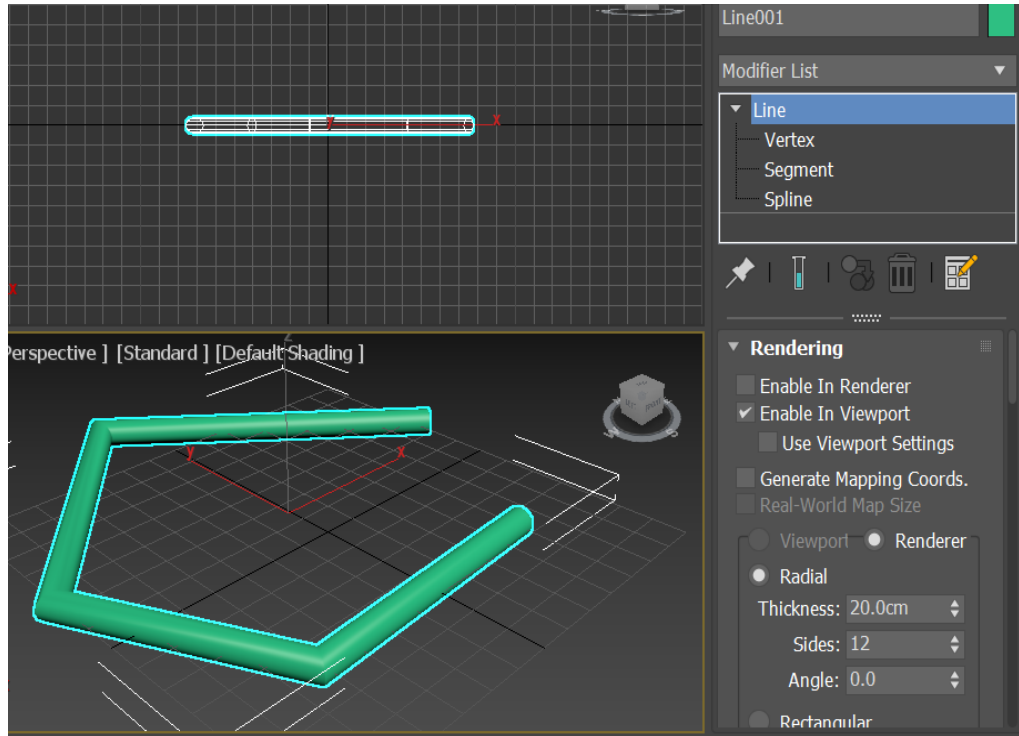 Line001
Modifier List
Line
Vertex
Segment
Spline
y
x
x
Perspective ] [Standard ] [Default Shading ]
z
y
x
Rendering
Enable In Renderer
Enable In Viewport
Use Viewport Settings
Generate Mapping Coords.
Real-World Map Size
Viewport Renderer
Radial
Thickness: 20.0cm
Sides: 12
Angle: 0.0
Rectangular